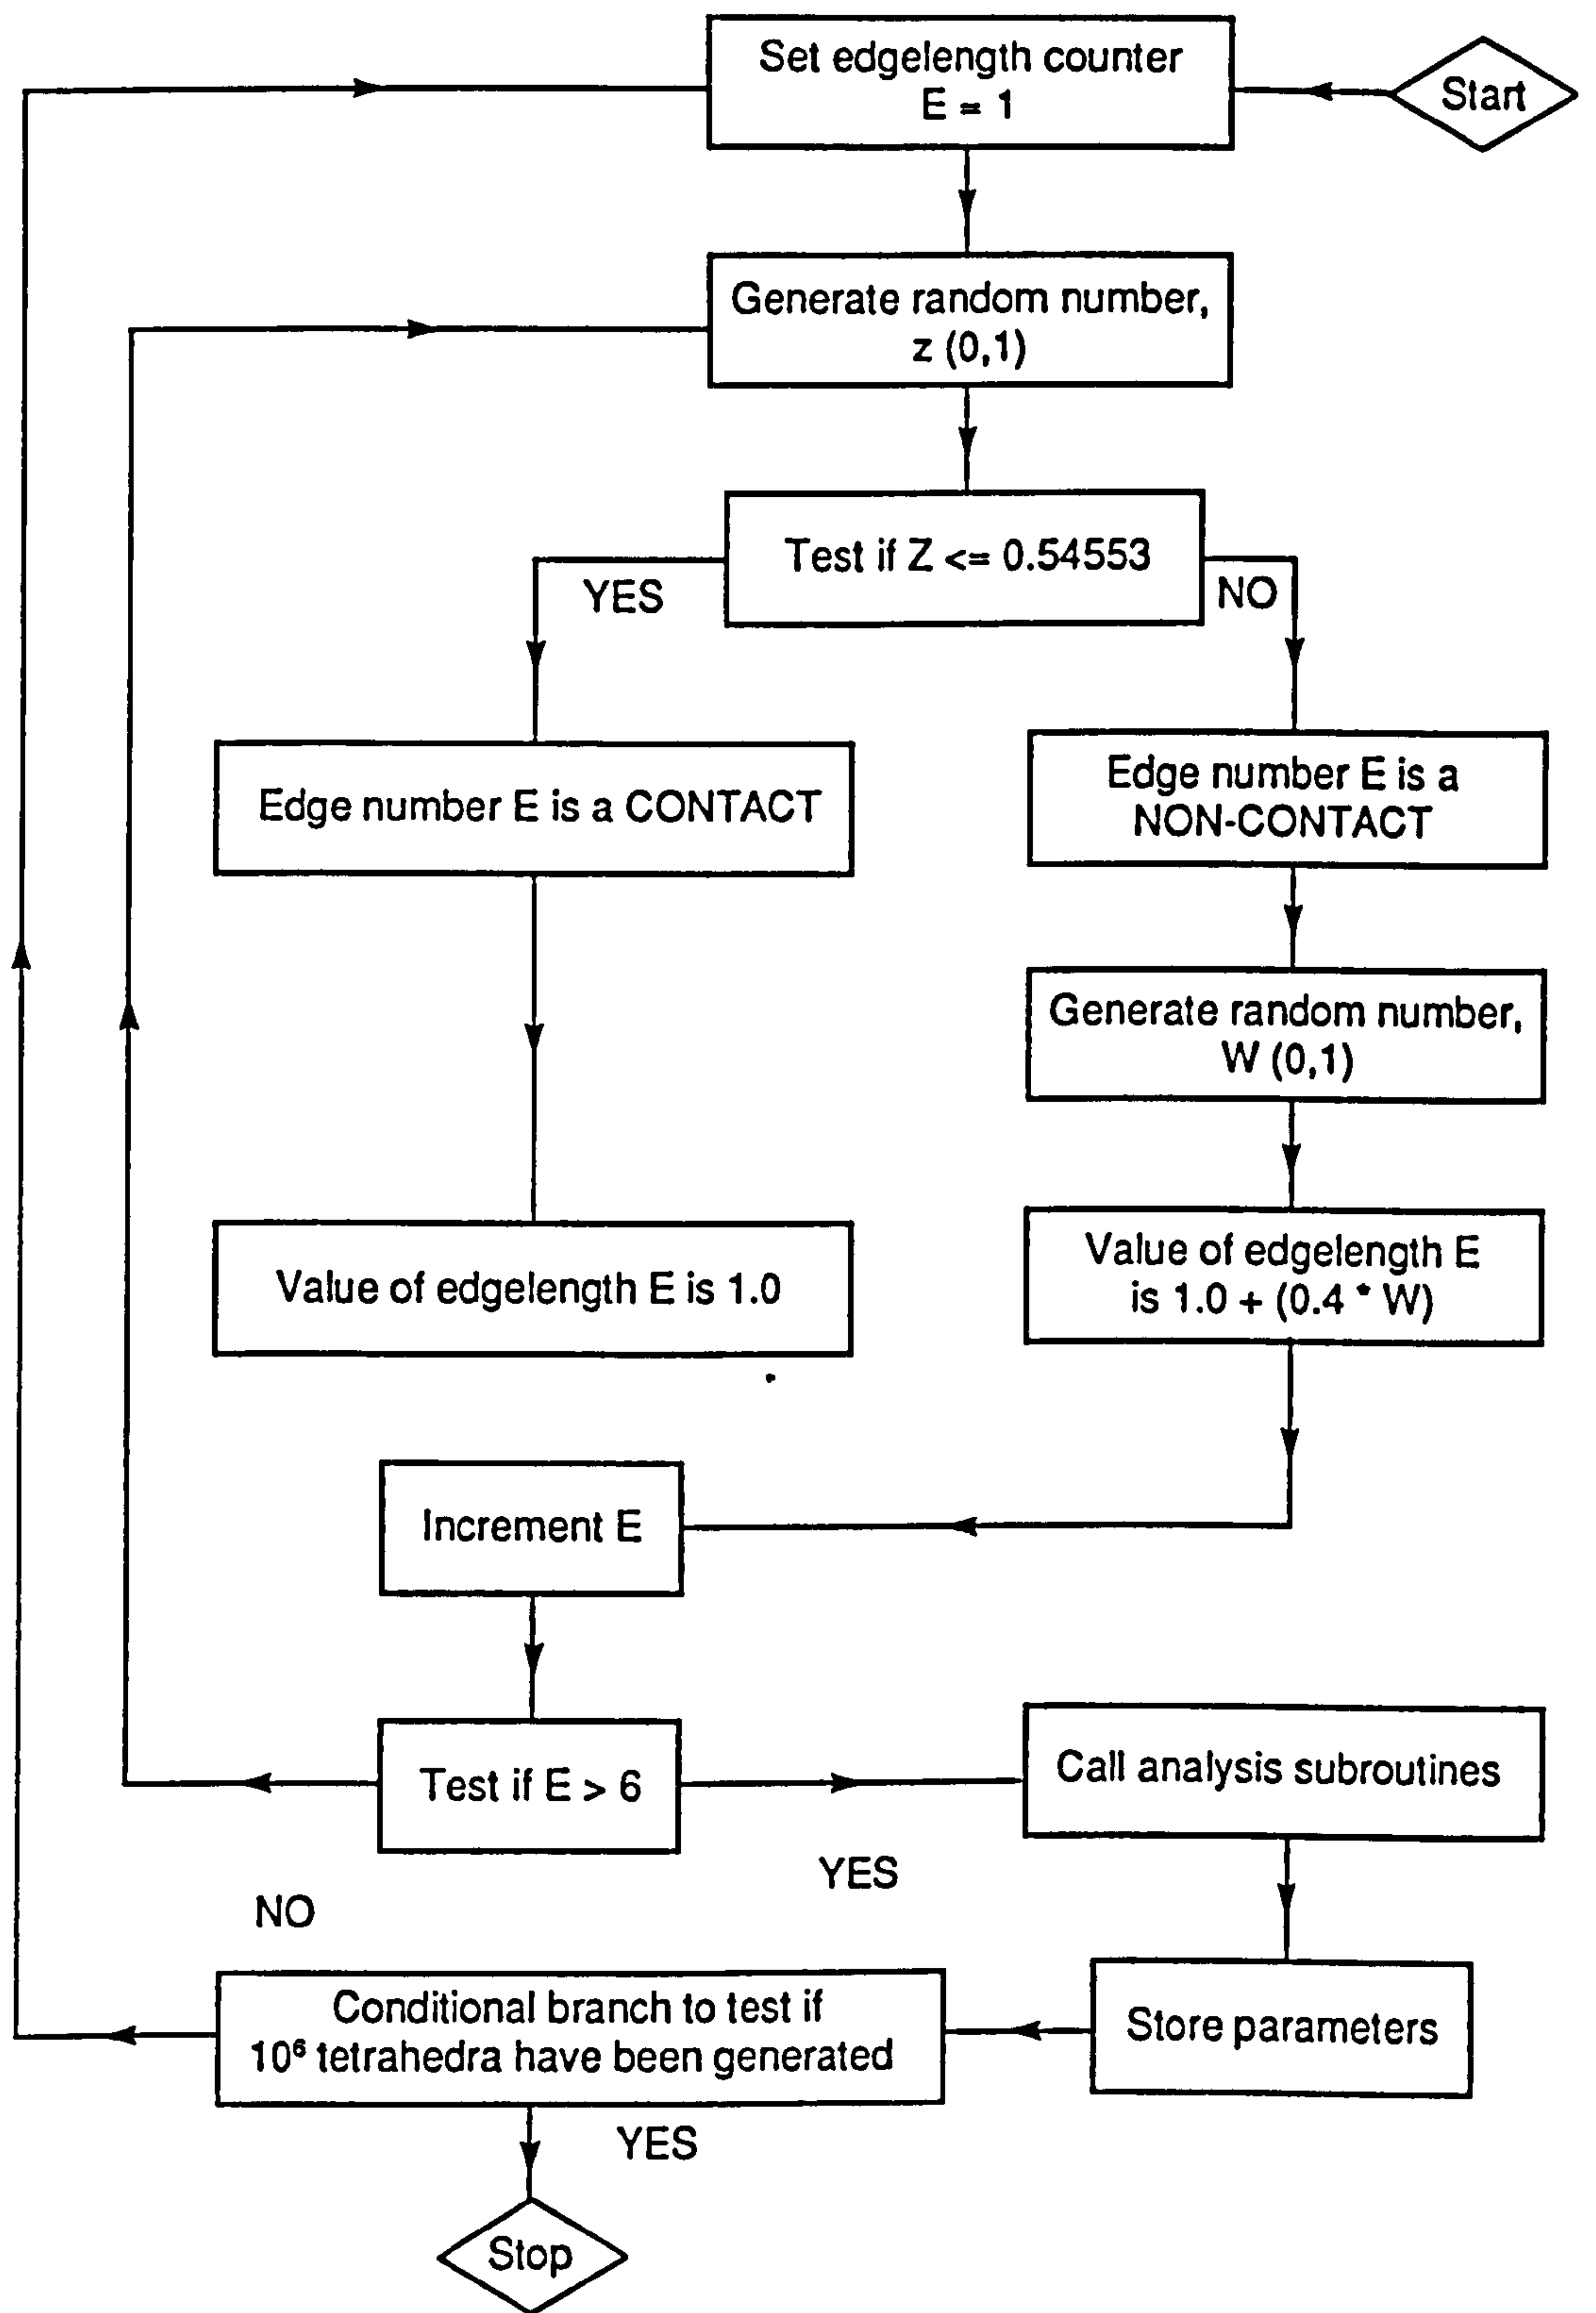 Set edgelength counter
E = 1
Start
Generate random number,
z (0,1)
Test if Z <= 0.54553
YES
NO
Edge number E is a CONTACT
Edge number E is a
NON-CONTACT
Generate random number,
W (0,1)
Value of edgelength E is 1.0
Value of edgelength E
is 1.0 + (0.4 * W)
Increment E
Test if E > 6
Call analysis subroutines
YES
NO
Conditional branch to test if
10⁶ tetrahedra have been generated
Store parameters
YES
Stop